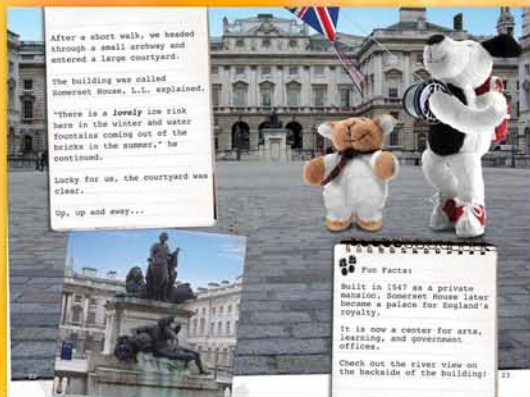 After a short walk, we headed
through a small archway and
entered a large courtyard.
The building was called
Somerset House, L.L. explained.
"There is a lovely ice rink
here in the winter and water
fountains coming out of the
bricks in the summer," he
continued.
Lucky for us, the courtyard was
clear.
Up, up and away...
Fun Facts:
Built in 1547 as a private
mansion, Somerset House later
became a palace for England's
royalty.
It is now a center for arts,
learning, and government
offices.
Check out the river view on
the backside of the building!
23